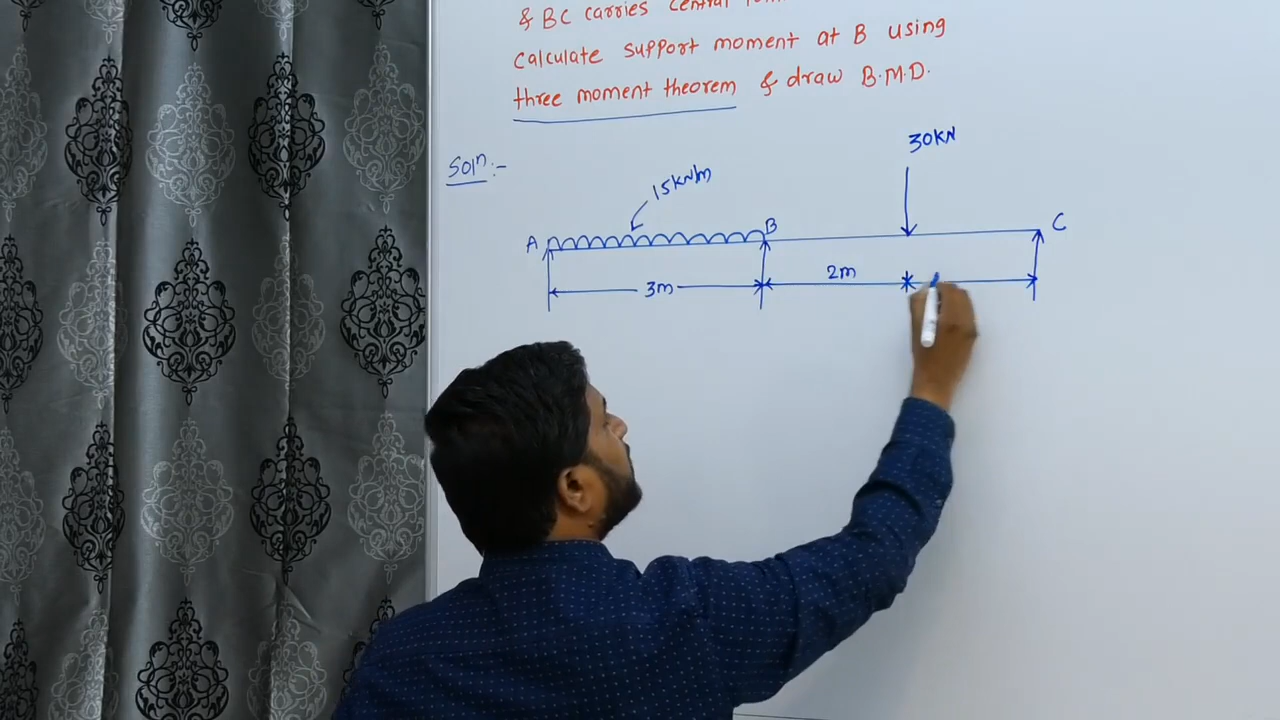 & BC carries central
calculate support moment at B using
three moment theorem & draw B.M.D.
Soln:-
30KN
15KN/m
A
B
C
3m
2m